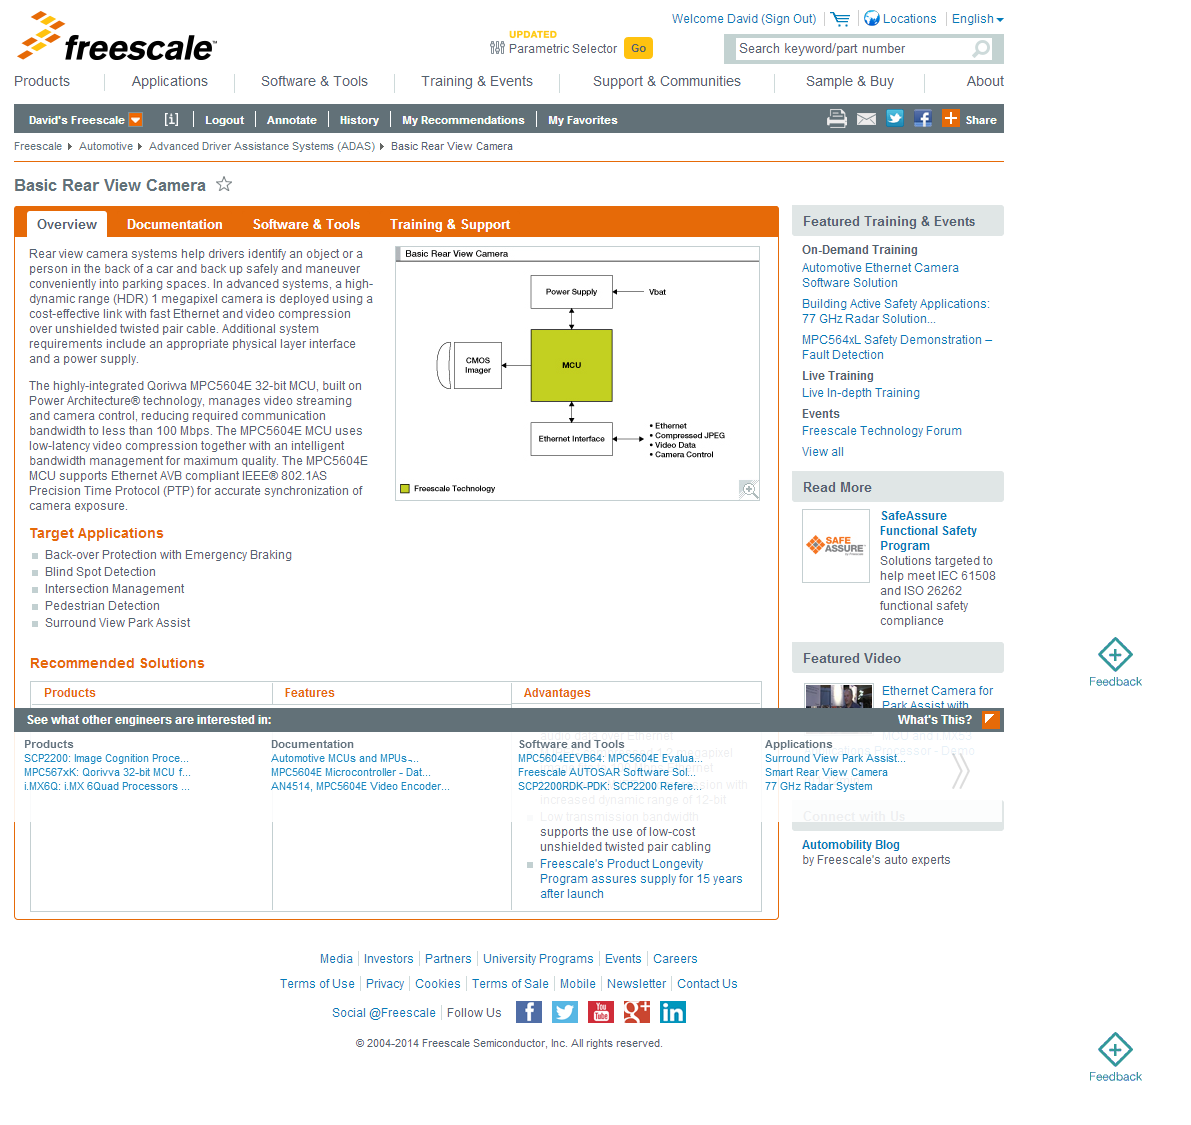 freescale™
Welcome David (Sign Out)
Locations
English
UPDATED
Parametric Selector
Go
Search keyword/part number
Products
Applications
Software & Tools
Training & Events
Support & Communities
Sample & Buy
About
David's Freescale
[i]
Logout
Annotate
History
My Recommendations
My Favorites
Share
Freescale
Automotive
Advanced Driver Assistance Systems (ADAS)
Basic Rear View Camera
Basic Rear View Camera
Overview
Documentation
Software & Tools
Training & Support
Rear view camera systems help drivers identify an object or a
person in the back of a car and back up safely and maneuver
conveniently into parking spaces. In advanced systems, a high-
dynamic range (HDR) 1 megapixel camera is deployed using a
cost-effective link with fast Ethernet and video compression
over unshielded twisted pair cable. Additional system
requirements include an appropriate physical layer interface
and a power supply.
The highly-integrated Qorivva MPC5604E 32-bit MCU, built on
Power Architecture® technology, manages video streaming
and camera control, reducing required communication
bandwidth to less than 100 Mbps. The MPC5604E MCU uses
low-latency video compression together with an intelligent
bandwidth management for maximum quality. The MPC5604E
MCU supports Ethernet AVB compliant IEEE® 802.1AS
Precision Time Protocol (PTP) for accurate synchronization of
camera exposure.
Basic Rear View Camera
Power Supply
Vbat
CMOS
Imager
MCU
Ethernet Interface
• Ethernet
• Compressed JPEG
• Video Data
• Camera Control
Freescale Technology
Target Applications
Back-over Protection with Emergency Braking
Blind Spot Detection
Intersection Management
Pedestrian Detection
Surround View Park Assist
Recommended Solutions
Products
Features
Advantages
Featured Training & Events
On-Demand Training
Automotive Ethernet Camera
Software Solution
Building Active Safety Applications:
77 GHz Radar Solution...
MPC564xL Safety Demonstration –
Fault Detection
Live Training
Live In-depth Training
Events
Freescale Technology Forum
View all
Read More
SAFE
ASSURE™
SafeAssure
Functional Safety
Program
Solutions targeted to
help meet IEC 61508
and ISO 26262
functional safety
compliance
Featured Video
Ethernet Camera for
Park Assist with
MCU and i.MX53
Processor - Demo
See what other engineers are interested in:
What's This?
Products
SCP2200: Image Cognition Proce...
MPC567xK: Qorivva 32-bit MCU f...
i.MX6Q: i.MX 6Quad Processors ...
Documentation
Automotive MCUs and MPUs-...
MPC5604E Microcontroller - Dat...
AN4514, MPC5604E Video Encoder...
Software and Tools
MPC5604EEVB64: MPC5604E Evalua...
Freescale AUTOSAR Software Sol...
SCP2200RDK-PDK: SCP2200 Refere...
Applications
Surround View Park Assist...
Smart Rear View Camera
77 GHz Radar System
audio data over Ethernet
megapixel
with
increased dynamic range of 12-bit
Low transmission bandwidth
supports the use of low-cost
unshielded twisted pair cabling
Freescale's Product Longevity
Program assures supply for 15 years
after launch
Connect with Us
Automobility Blog
by Freescale's auto experts
Feedback
Media
Investors
Partners
University Programs
Events
Careers
Terms of Use
Privacy
Cookies
Terms of Sale
Mobile
Newsletter
Contact Us
Social @Freescale
Follow Us
© 2004-2014 Freescale Semiconductor, Inc. All rights reserved.
Feedback